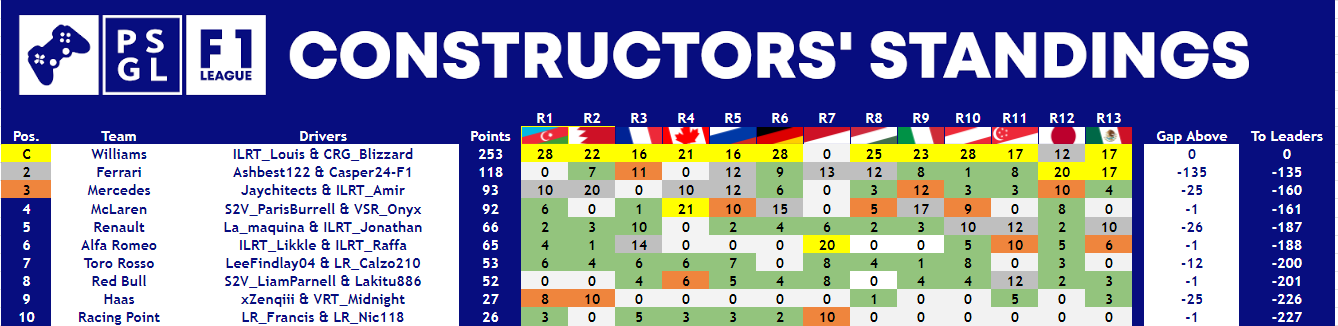 PS
GL
F1
LEAGUE
CONSTRUCTORS' STANDINGS
R1 R2 R3 R4 R5 R6 R7 R8 R9 R10 R11 R12 R13
Pos. Team Drivers Points Gap Above To Leaders
C Williams ILRT_Louis & CRG_Blizzard 253 28 22 16 21 16 28 0 25 23 28 17 12 17 0 0
2 Ferrari Ashbest122 & Casper24-F1 118 0 7 11 0 12 9 13 12 8 1 8 20 17 -135 -135
3 Mercedes Jaychitects & ILRT_Amir 93 10 20 0 10 12 6 0 3 12 3 3 10 4 -25 -160
4 McLaren S2V_ParisBurrell & VSR_Onyx 92 6 0 1 21 10 15 0 5 17 9 0 8 0 -1 -161
5 Renault La_maquina & ILRT_Jonathan 66 2 3 10 0 2 4 6 2 3 10 12 2 10 -26 -187
6 Alfa Romeo ILRT_Likkle & ILRT_Raffa 65 4 1 14 0 0 0 20 0 0 5 10 5 6 -1 -188
7 Toro Rosso LeeFindlay04 & LR_Calzo210 53 6 4 6 6 7 0 8 4 1 8 0 3 0 -12 -200
8 Red Bull S2V_LiamParnell & Lakitu886 52 0 0 4 6 5 4 8 0 4 4 12 2 3 -1 -201
9 Haas xZenqiii & VRT_Midnight 27 8 10 0 0 0 0 0 1 0 0 5 0 3 -25 -226
10 Racing Point LR_Francis & LR_Nic118 26 3 0 5 3 3 2 10 0 0 0 0 0 0 -1 -227